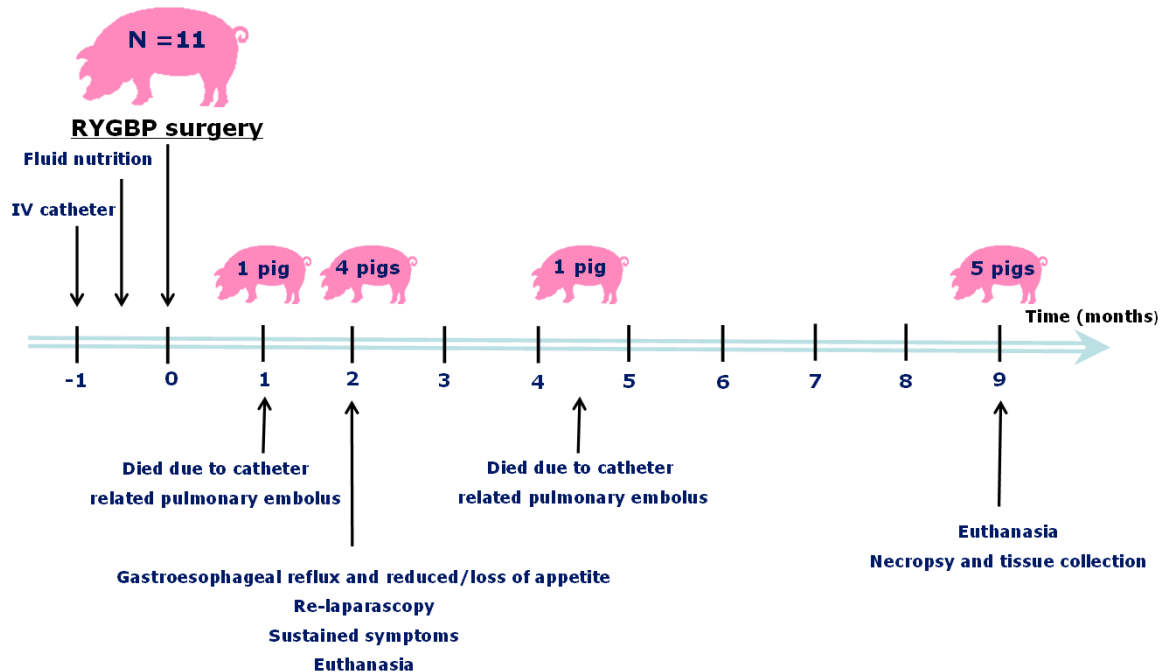 N =11
RYGBP surgery
Fluid nutrition
IV catheter
1 pig
4 pigs
1 pig
5 pigs
Time (months)
-1 0 1 2 3 4 5 6 7 8 9
Died due to catheter
related pulmonary embolus
Died due to catheter
related pulmonary embolus
Gastroesophageal reflux and reduced/loss of appetite
Re-laparascopy
Sustained symptoms
Euthanasia
Euthanasia
Necropsy and tissue collection